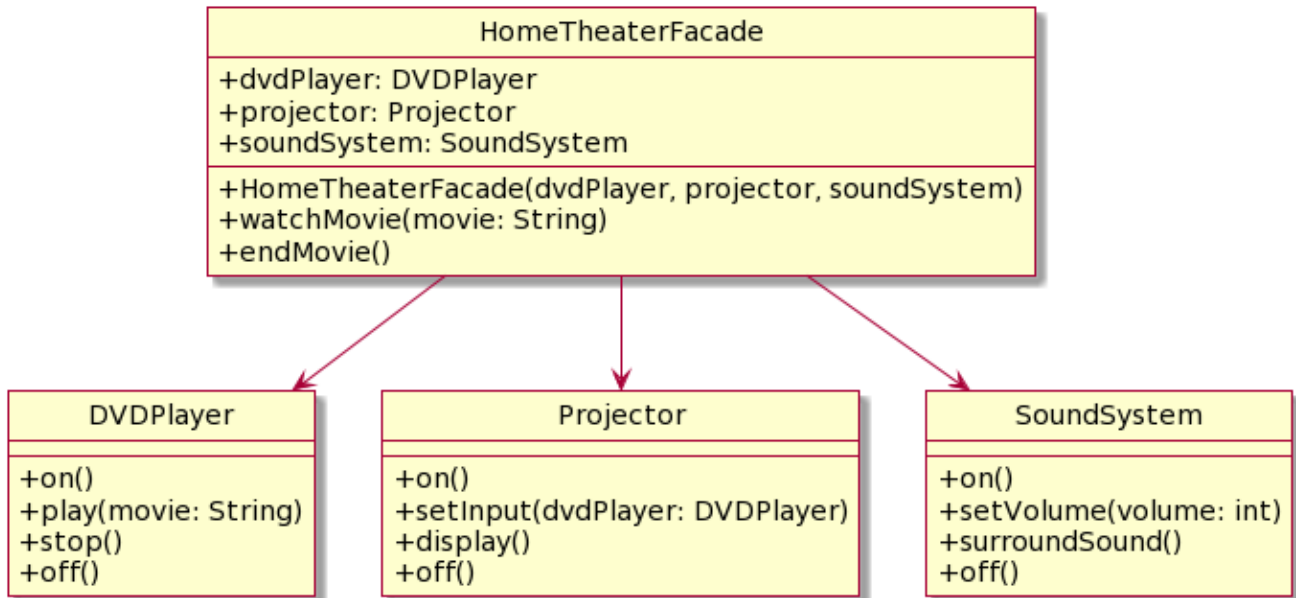 HomeTheaterFacade
+dvdPlayer: DVDPlayer
+projector: Projector
+soundSystem: SoundSystem
+HomeTheaterFacade(dvdPlayer, projector, soundSystem)
+watchMovie(movie: String)
+endMovie()
DVDPlayer
+on()
+play(movie: String)
+stop()
+off()
Projector
+on()
+setInput(dvdPlayer: DVDPlayer)
+display()
+off()
SoundSystem
+on()
+setVolume(volume: int)
+surroundSound()
+off()